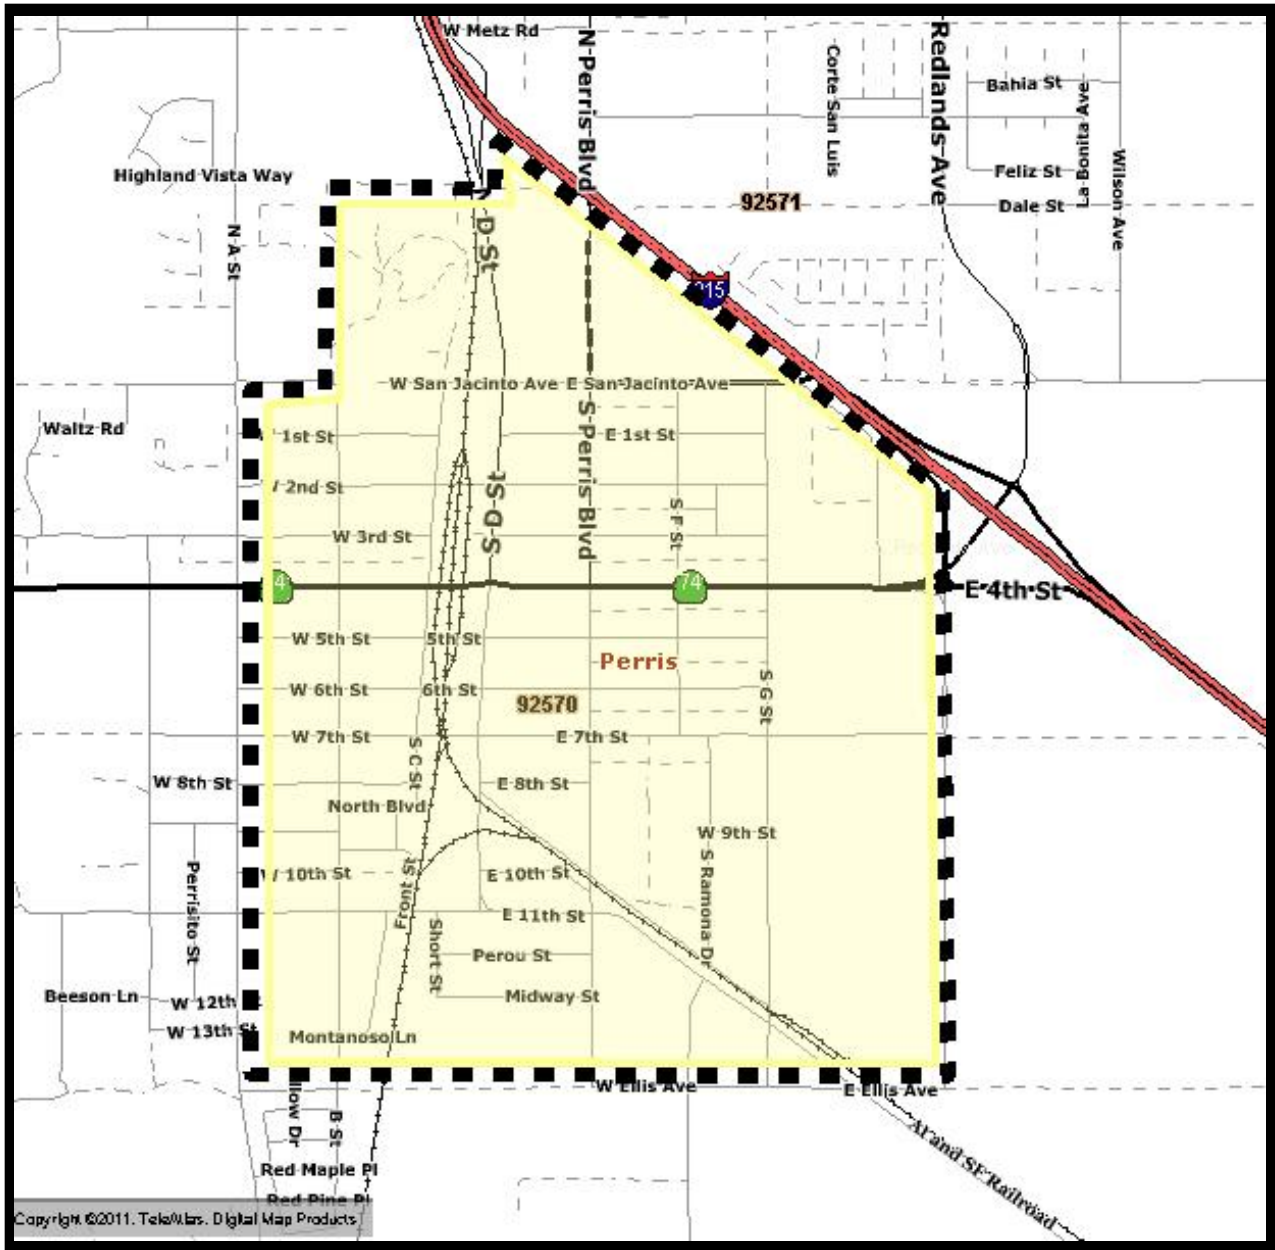 W Metz Rd
N Perris Blvd
Redlands Ave
Corte San Luis
Bahia St
La Bonita Ave
Wilson Ave
Highland Vista Way
Feliz St
92571
Dale St
N A St
D St
215
W San Jacinto Ave
E San Jacinto Ave
Waltz Rd
1st St
E 1st St
S Perris Blvd
2nd St
S D St
S F St
W 3rd St
4
74
E 4th St
W 5th St
5th St
Perris
W 6th St
6th St
92570
S G St
W 7th St
E 7th St
S C St
W 8th St
E 8th St
North Blvd
W 9th St
Perrisito St
10th St
Front St
E 10th St
S Ramona Dr
E 11th St
Short St
Perou St
Beeson Ln
W 12th
Midway St
W 13th St
Montanoso Ln
W Ellis Ave
E Ellis Ave
llow Dr
B St
AT and SF Railroad
Red Maple Pl
Red Pine Pl
Copyright ©2011, TeleAtlas, Digital Map Products